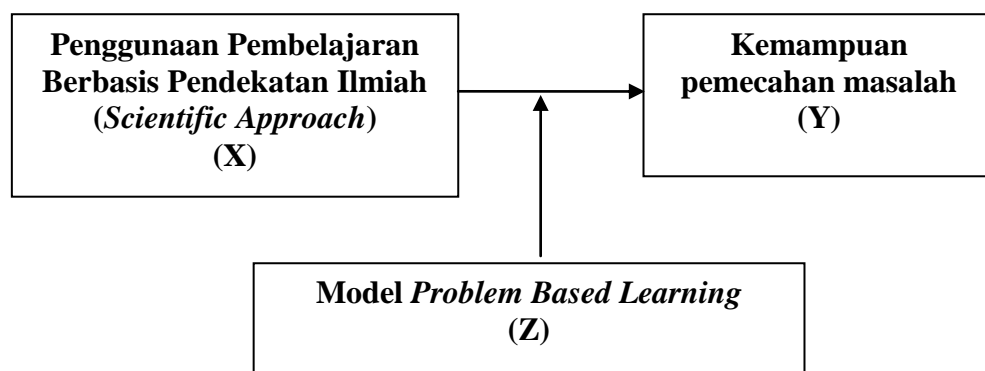 Penggunaan Pembelajaran
Berbasis Pendekatan Ilmiah
(Scientific Approach)
(X)
Kemampuan
pemecahan masalah
(Y)
Model Problem Based Learning
(Z)